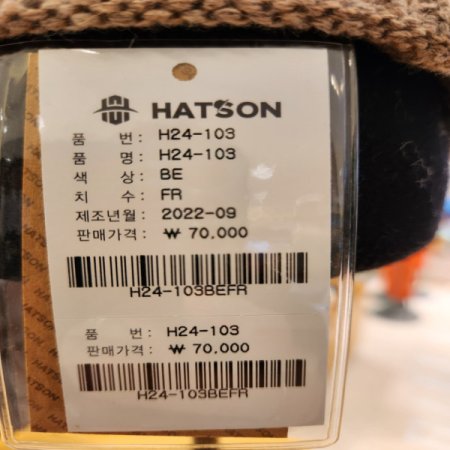 HATSON
품 번 : H24-103
품 명 : H24-103
색 상 : BE
치 수 : FR
제조년월 : 2022-09
판매가격 : ₩ 70,000
H24-103BEFR
품 번 : H24-103
판매가격 : ₩ 70,000
H24-103BEFR